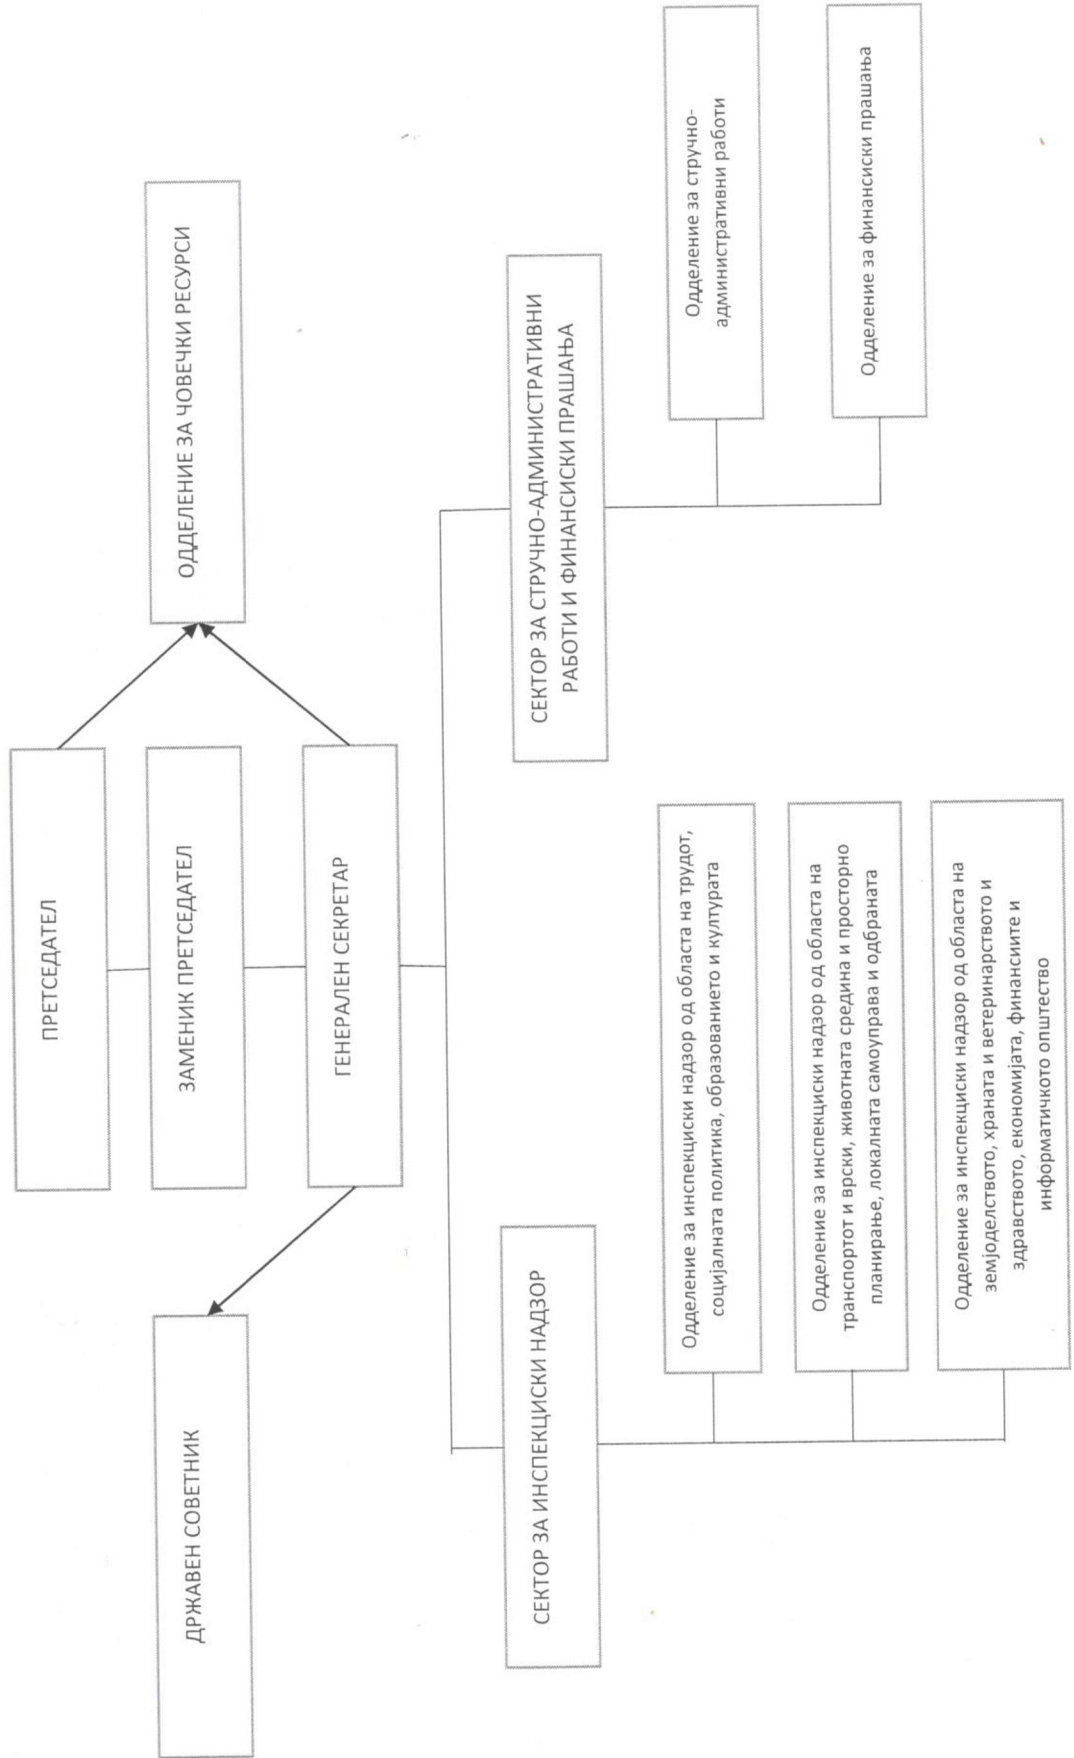 ПРЕТСЕДАТЕЛ
ДРЖАВЕН СОВЕТНИК
ЗАМЕНИК ПРЕТСЕДАТЕЛ
ОДДЕЛЕНИЕ ЗА ЧОВЕЧКИ РЕСУРСИ
ГЕНЕРАЛЕН СЕКРЕТАР
СЕКТОР ЗА ИНСПЕКЦИСКИ НАДЗОР
СЕКТОР ЗА СТРУЧНО-АДМИНИСТРАТИВНИ
РАБОТИ И ФИНАНСИСКИ ПРАШАЊА
Одделение за инспекциски надзор од областа на трудот,
социјалната политика, образованието и културата
Одделение за инспекциски надзор од областа на
транспортот и врски, животната средина и просторно
планирање, локалната самоуправа и одбраната
Одделение за инспекциски надзор од областа на
земјоделството, храната и ветеринарството и
здравството, економијата, финансиите и
информатичкото општество
Одделение за стручно-
административни работи
Одделение за финансиски прашања